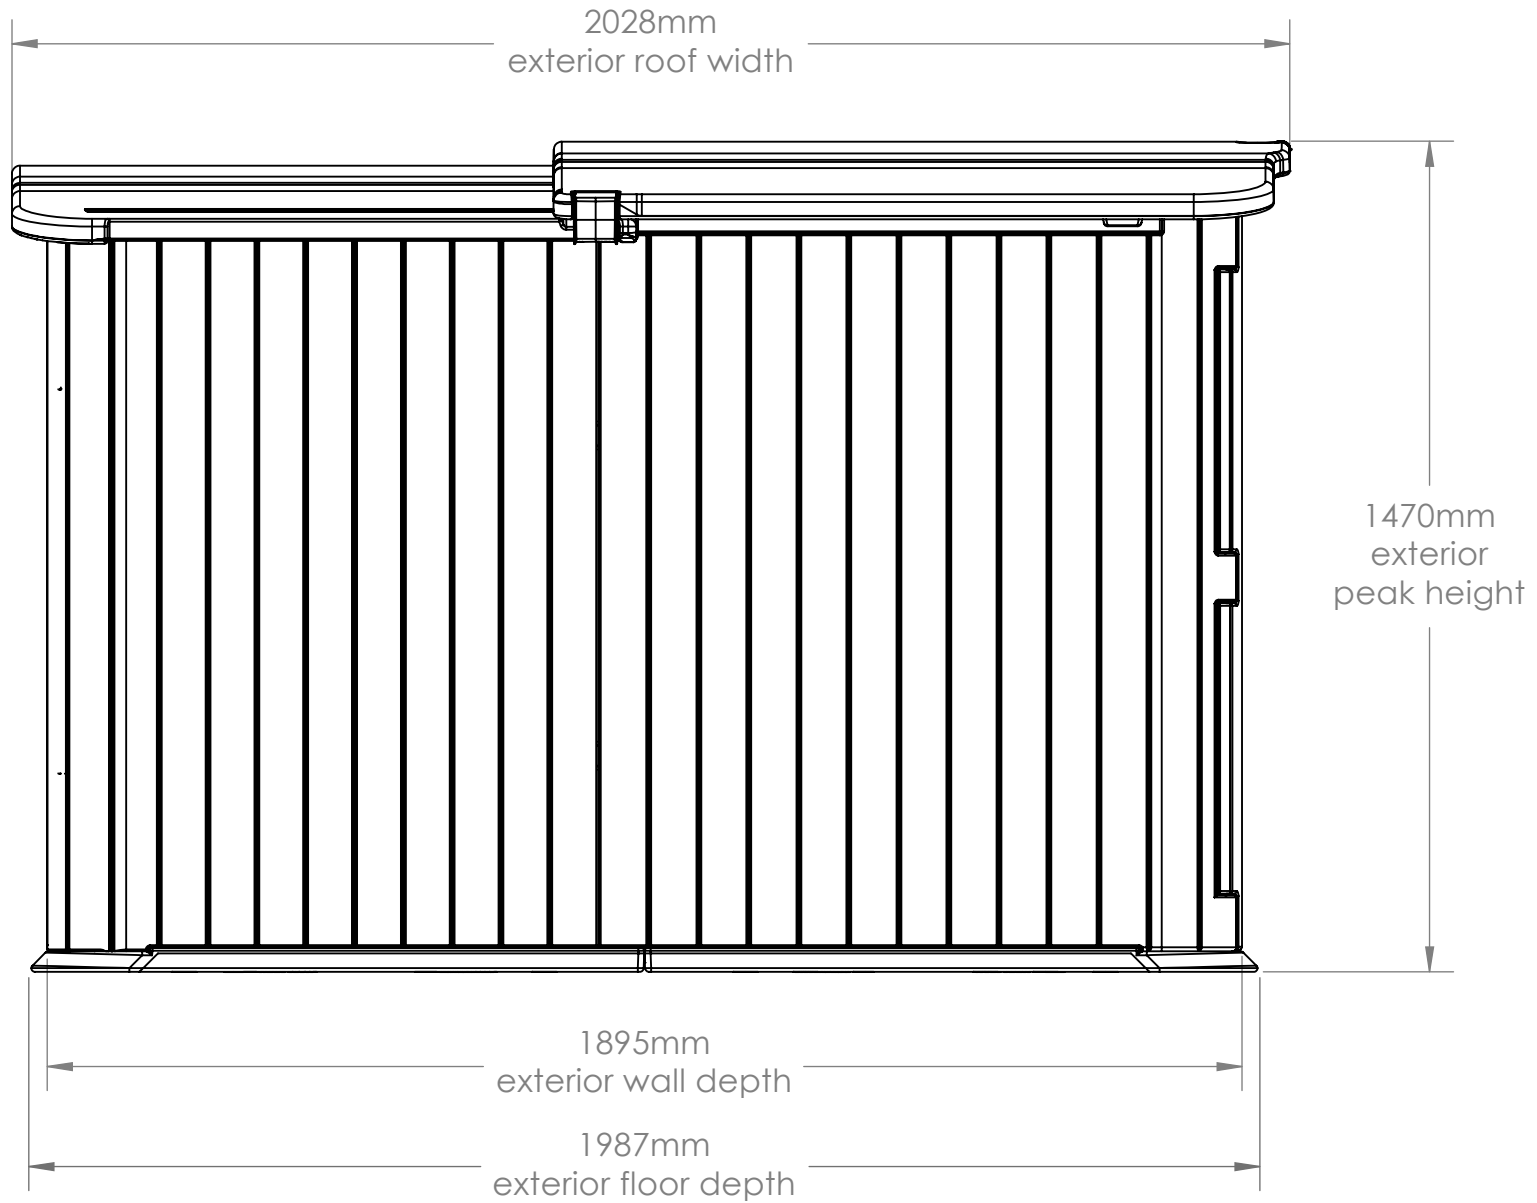 2028mm
exterior roof width
1470mm
exterior
peak height
1895mm
exterior wall depth
1987mm
exterior floor depth